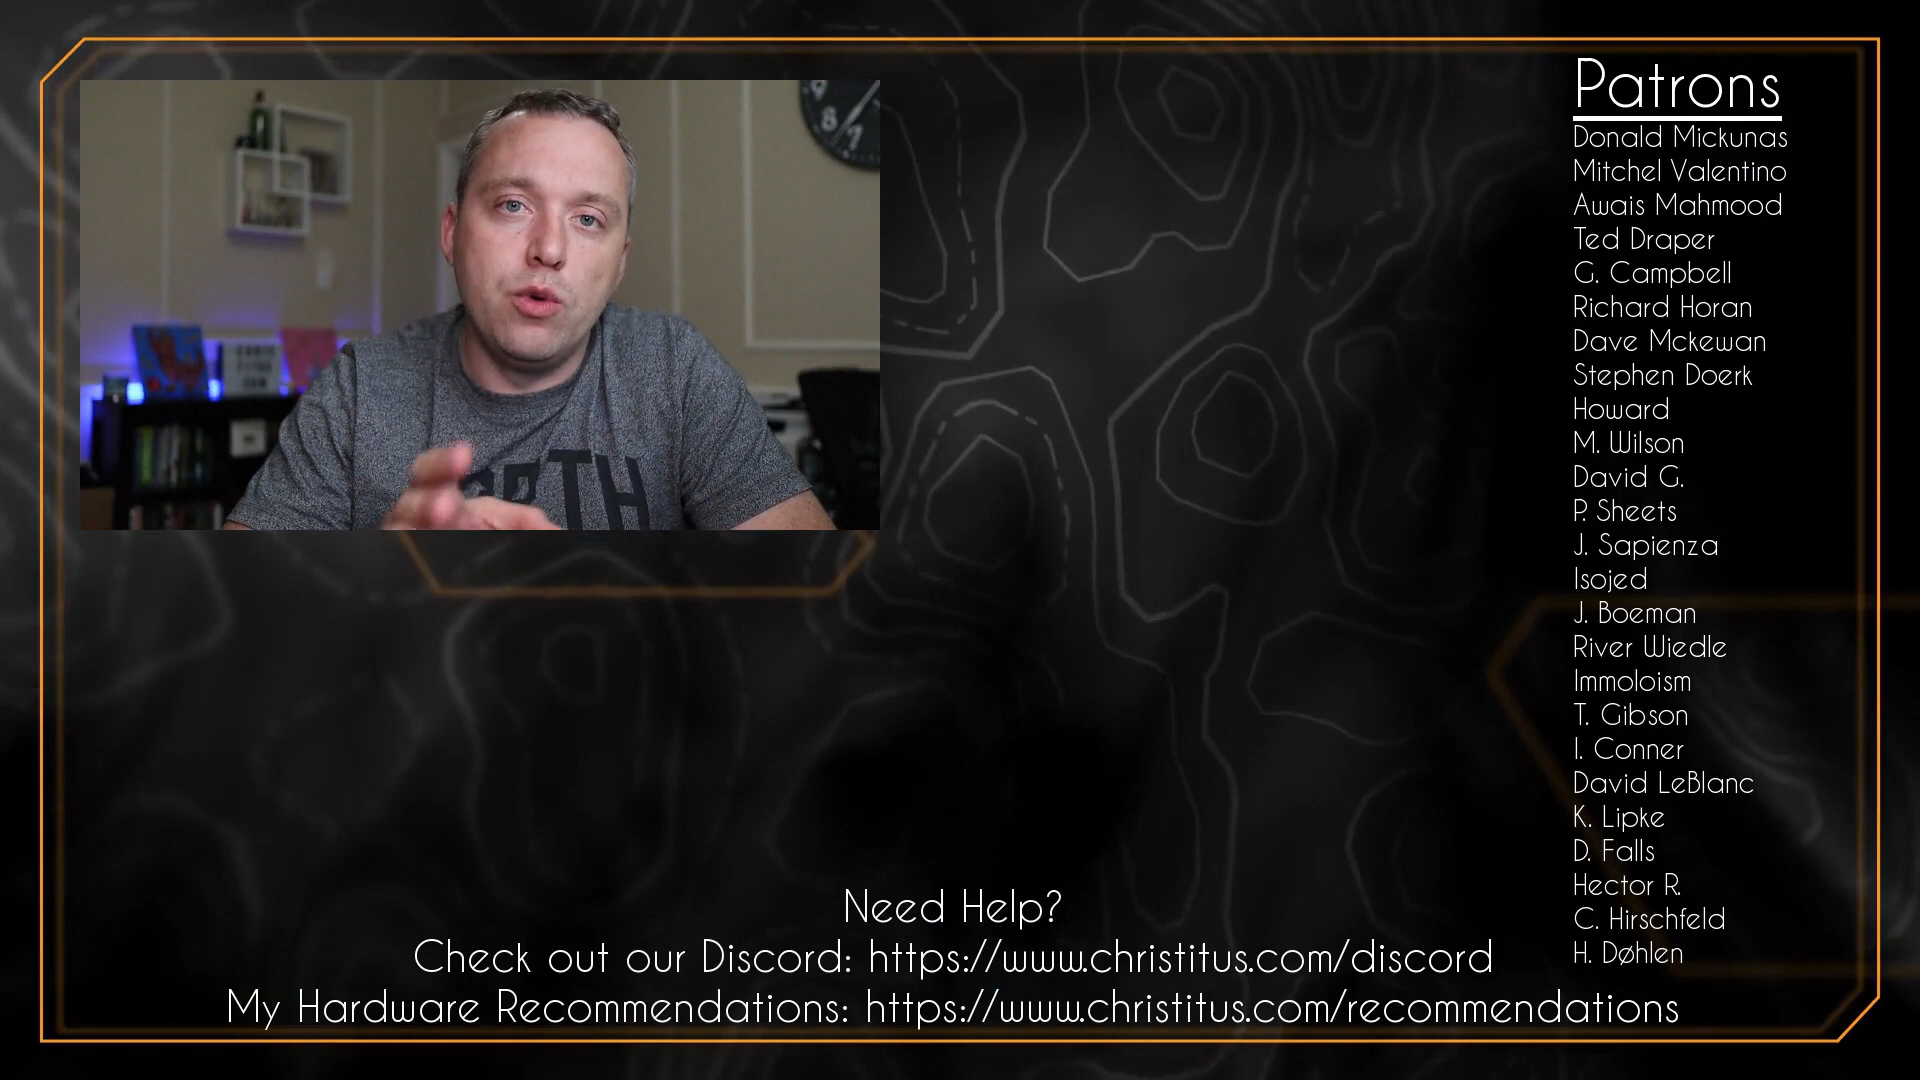 Patrons
Donald Mickunas
Mitchel Valentino
Awais Mahmood
Ted Draper
G. Campbell
Richard Horan
Dave Mckewan
Stephen Doerk
Howard
M. Wilson
David G.
P. Sheets
J. Sapienza
Isojed
J. Boeman
River Wiedle
Immoloism
T. Gibson
I. Conner
David LeBlanc
K. Lipke
D. Falls
Hector R.
C. Hirschfeld
H. Døhlen
Need Help?
Check out our Discord: https://www.christitus.com/discord
My Hardware Recommendations: https://www.christitus.com/recommendations